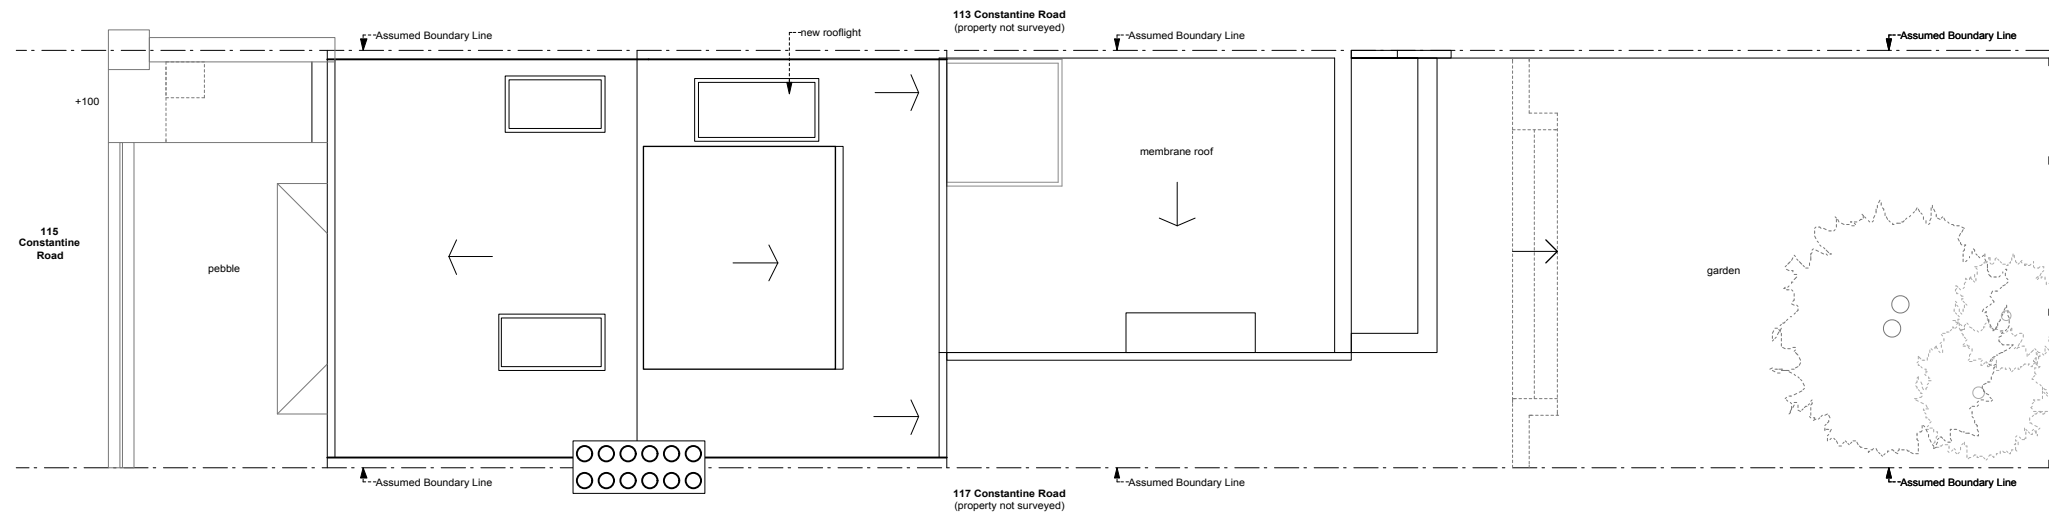 113 Constantine Road
(property not surveyed)
Assumed Boundary Line
new rooflight
Assumed Boundary Line
Assumed Boundary Line
+100
membrane roof
115
Constantine
Road
pebble
garden
Assumed Boundary Line
Assumed Boundary Line
Assumed Boundary Line
117 Constantine Road
(property not surveyed)